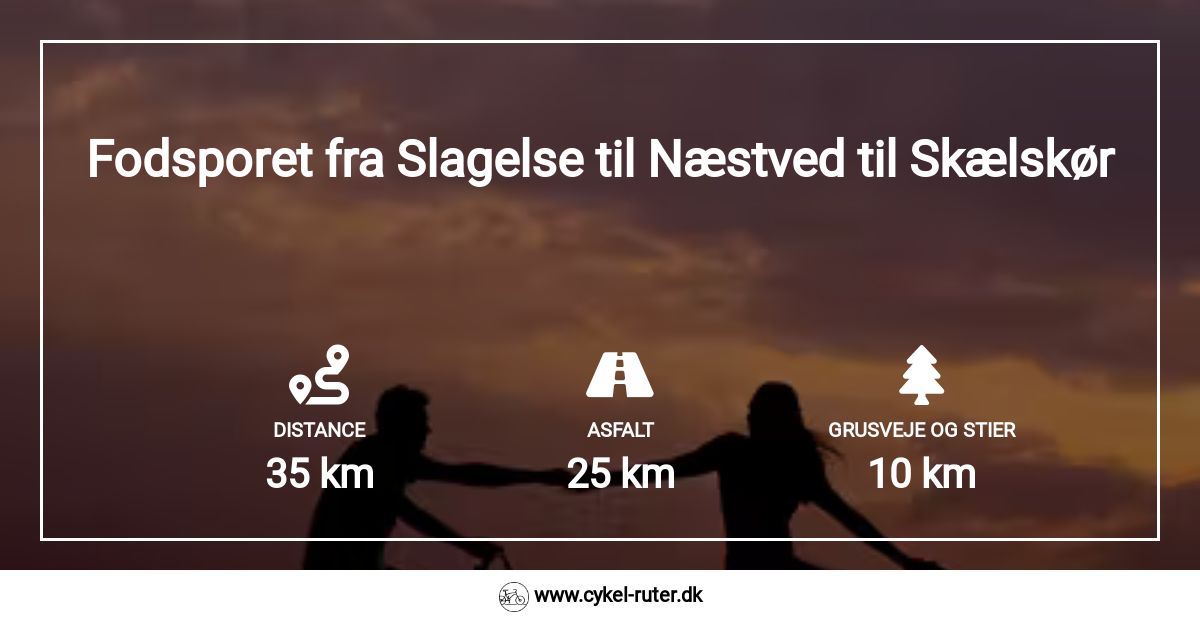 Fodsporet fra Slagelse til Næstved til Skælskør
DISTANCE
35 km
ASFALT
25 km
GRUSVEJE OG STIER
10 km
www.cykel-ruter.dk